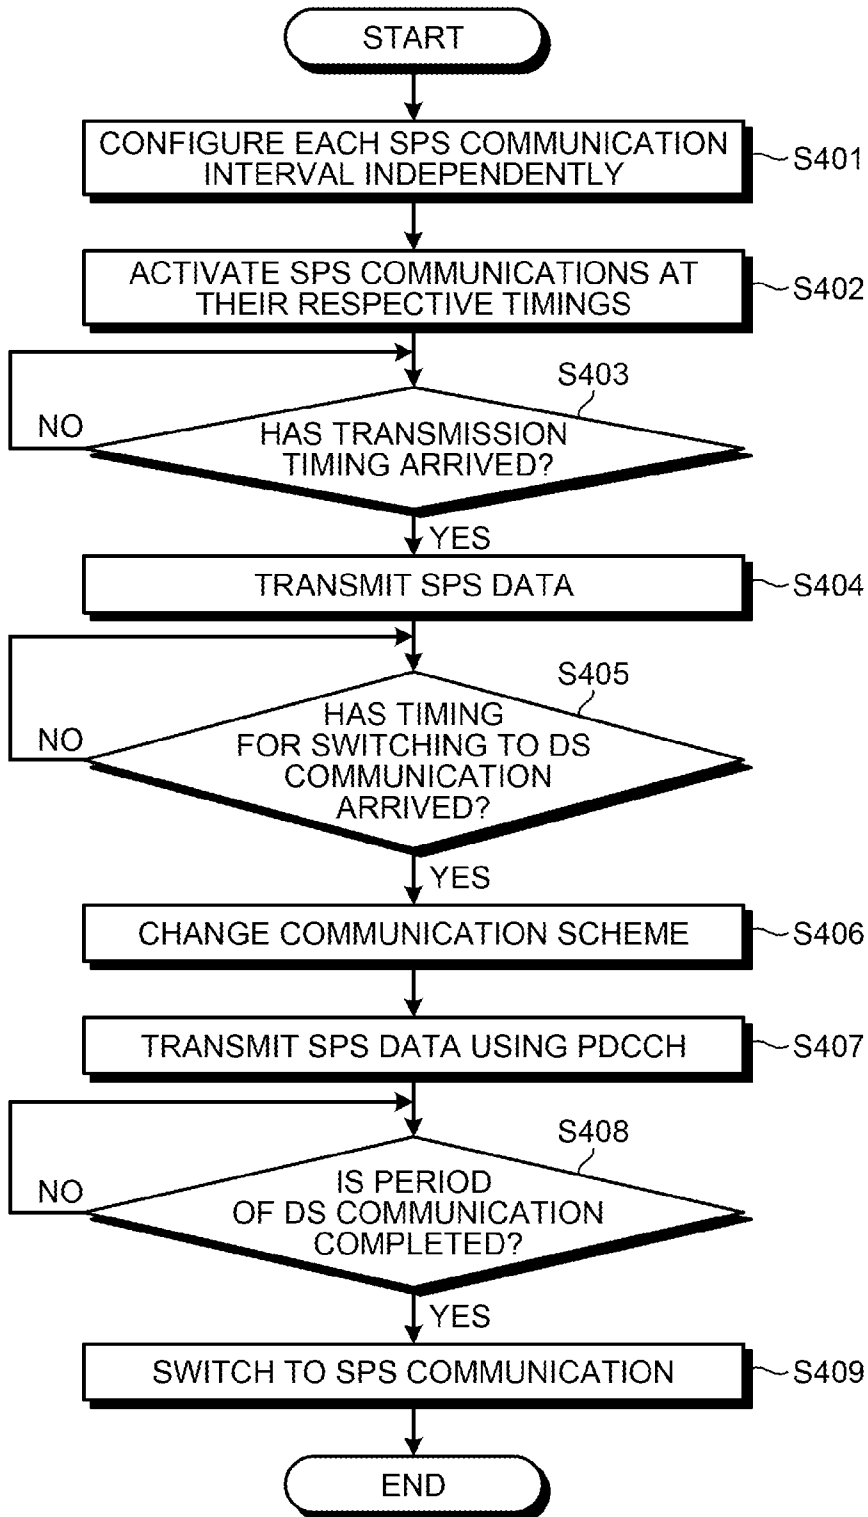 START
CONFIGURE EACH SPS COMMUNICATION
INTERVAL INDEPENDENTLY
S401
ACTIVATE SPS COMMUNICATIONS AT
THEIR RESPECTIVE TIMINGS
S402
S403
NO
HAS TRANSMISSION
TIMING ARRIVED?
YES
TRANSMIT SPS DATA
S404
S405
NO
HAS TIMING
FOR SWITCHING TO DS
COMMUNICATION
ARRIVED?
YES
CHANGE COMMUNICATION SCHEME
S406
TRANSMIT SPS DATA USING PDCCH
S407
S408
NO
IS PERIOD
OF DS COMMUNICATION
COMPLETED?
YES
SWITCH TO SPS COMMUNICATION
S409
END